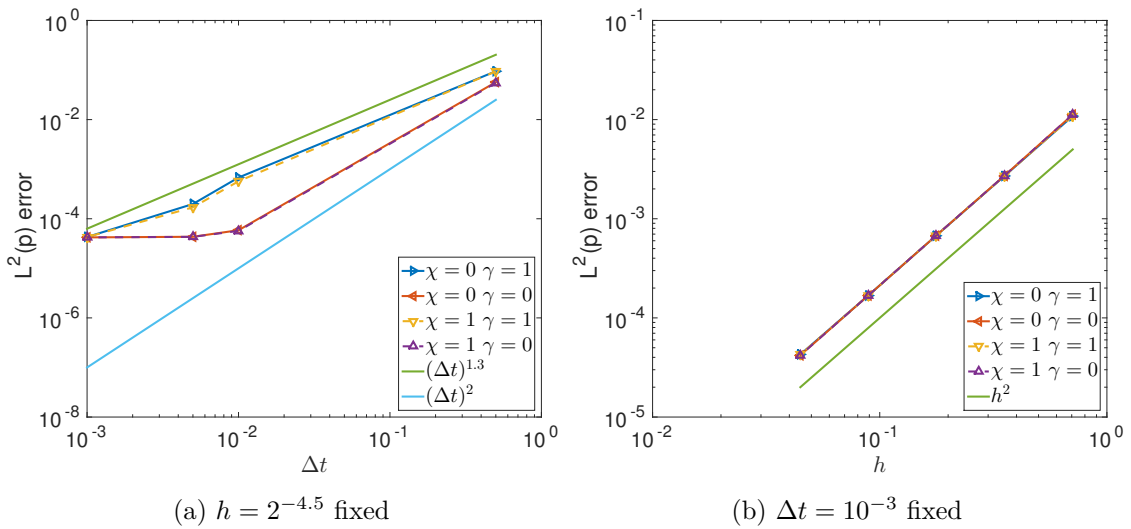 10^0
10^-2
10^-4
10^-6
10^-8
L^2(p) error
10^-3
10^-2
10^-1
10^0
Δt
χ = 0 γ = 1
χ = 0 γ = 0
χ = 1 γ = 1
χ = 1 γ = 0
(Δt)^1.3
(Δt)^2
(a) h = 2^-4.5 fixed
10^-1
10^-2
10^-3
10^-4
10^-5
L^2(p) error
10^-2
10^-1
10^0
h
χ = 0 γ = 1
χ = 0 γ = 0
χ = 1 γ = 1
χ = 1 γ = 0
h^2
(b) Δt = 10^-3 fixed